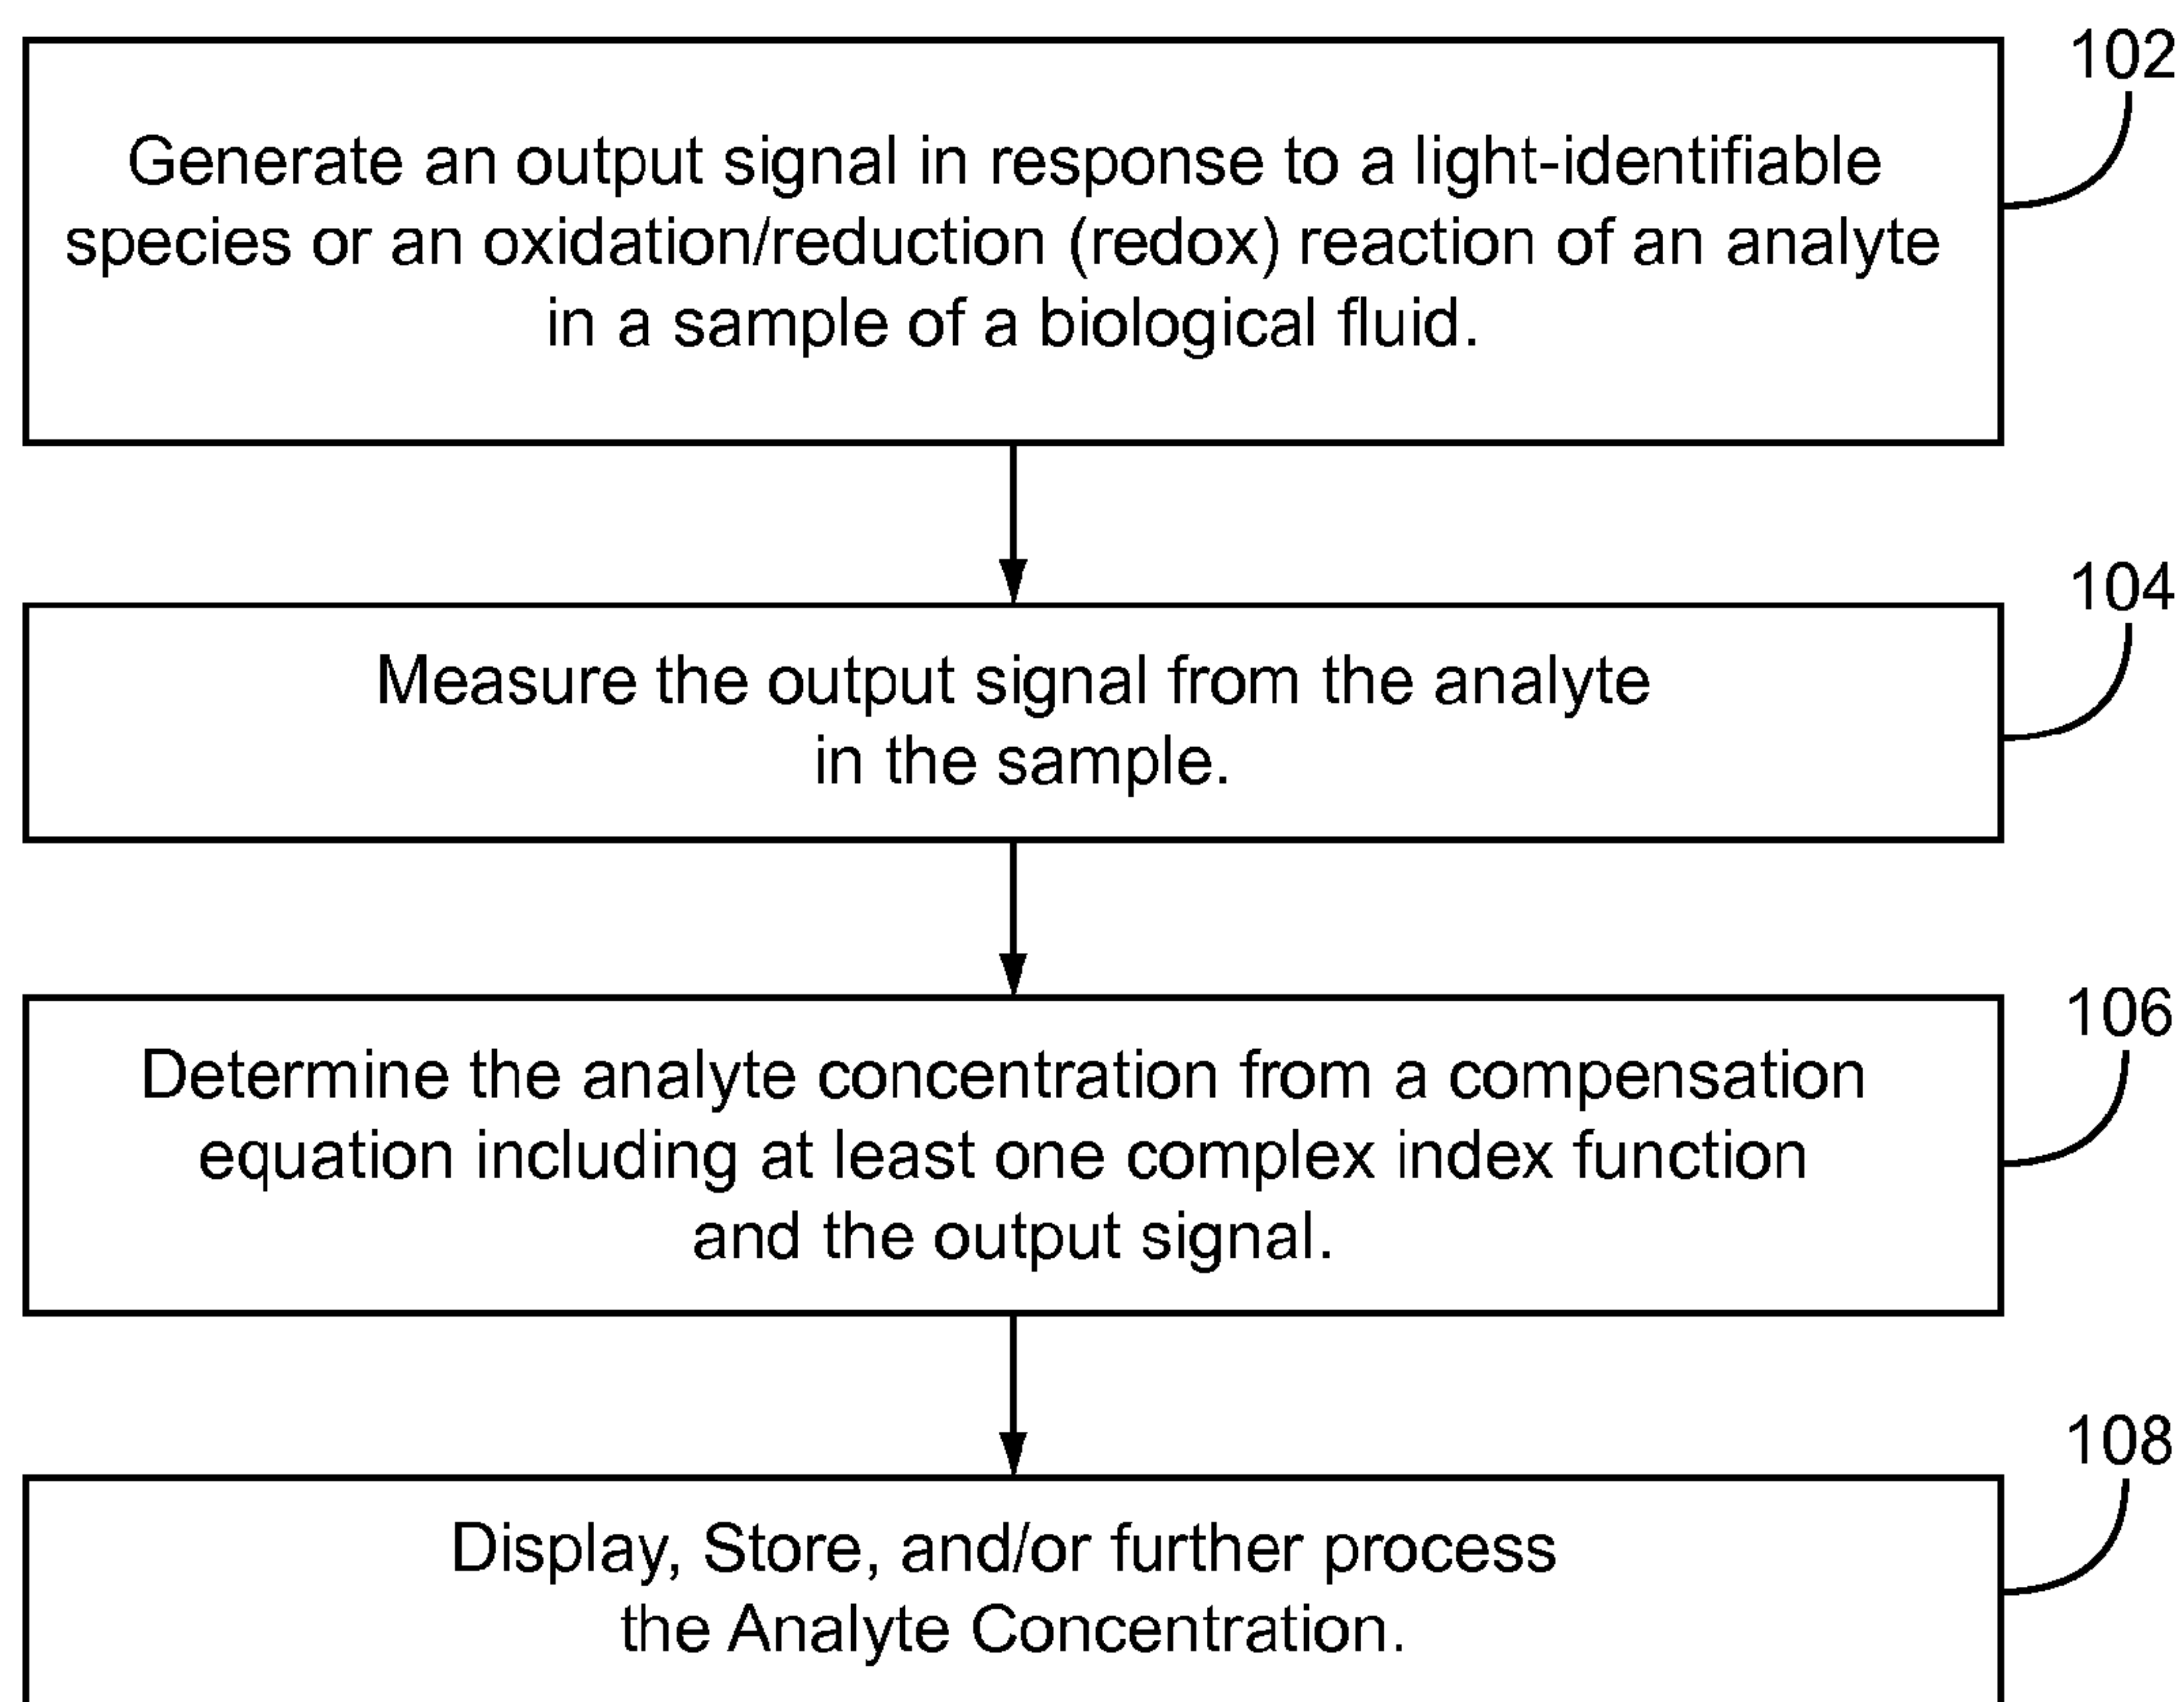 102
Generate an output signal in response to a light-identifiable
species or an oxidation/reduction (redox) reaction of an analyte
in a sample of a biological fluid.
104
Measure the output signal from the analyte
in the sample.
106
Determine the analyte concentration from a compensation
equation including at least one complex index function
and the output signal.
108
Display, Store, and/or further process
the Analyte Concentration.